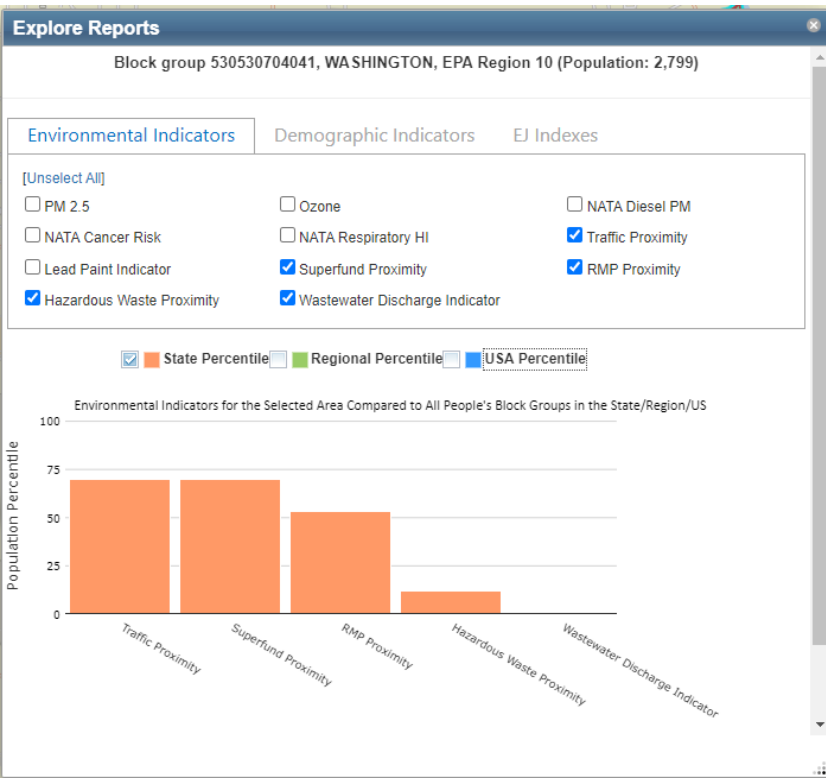 Explore Reports
Block group 530530704041, WASHINGTON, EPA Region 10 (Population: 2,799)
Environmental Indicators Demographic Indicators EJ Indexes
[Unselect All]
PM 2.5 Ozone NATA Diesel PM
NATA Cancer Risk NATA Respiratory HI Traffic Proximity
Lead Paint Indicator Superfund Proximity RMP Proximity
Hazardous Waste Proximity Wastewater Discharge Indicator
State Percentile Regional Percentile USA Percentile
Environmental Indicators for the Selected Area Compared to All People's Block Groups in the State/Region/US
Population Percentile
100
75
50
25
0
Traffic Proximity
Superfund Proximity
RMP Proximity
Hazardous Waste Proximity
Wastewater Discharge Indicator